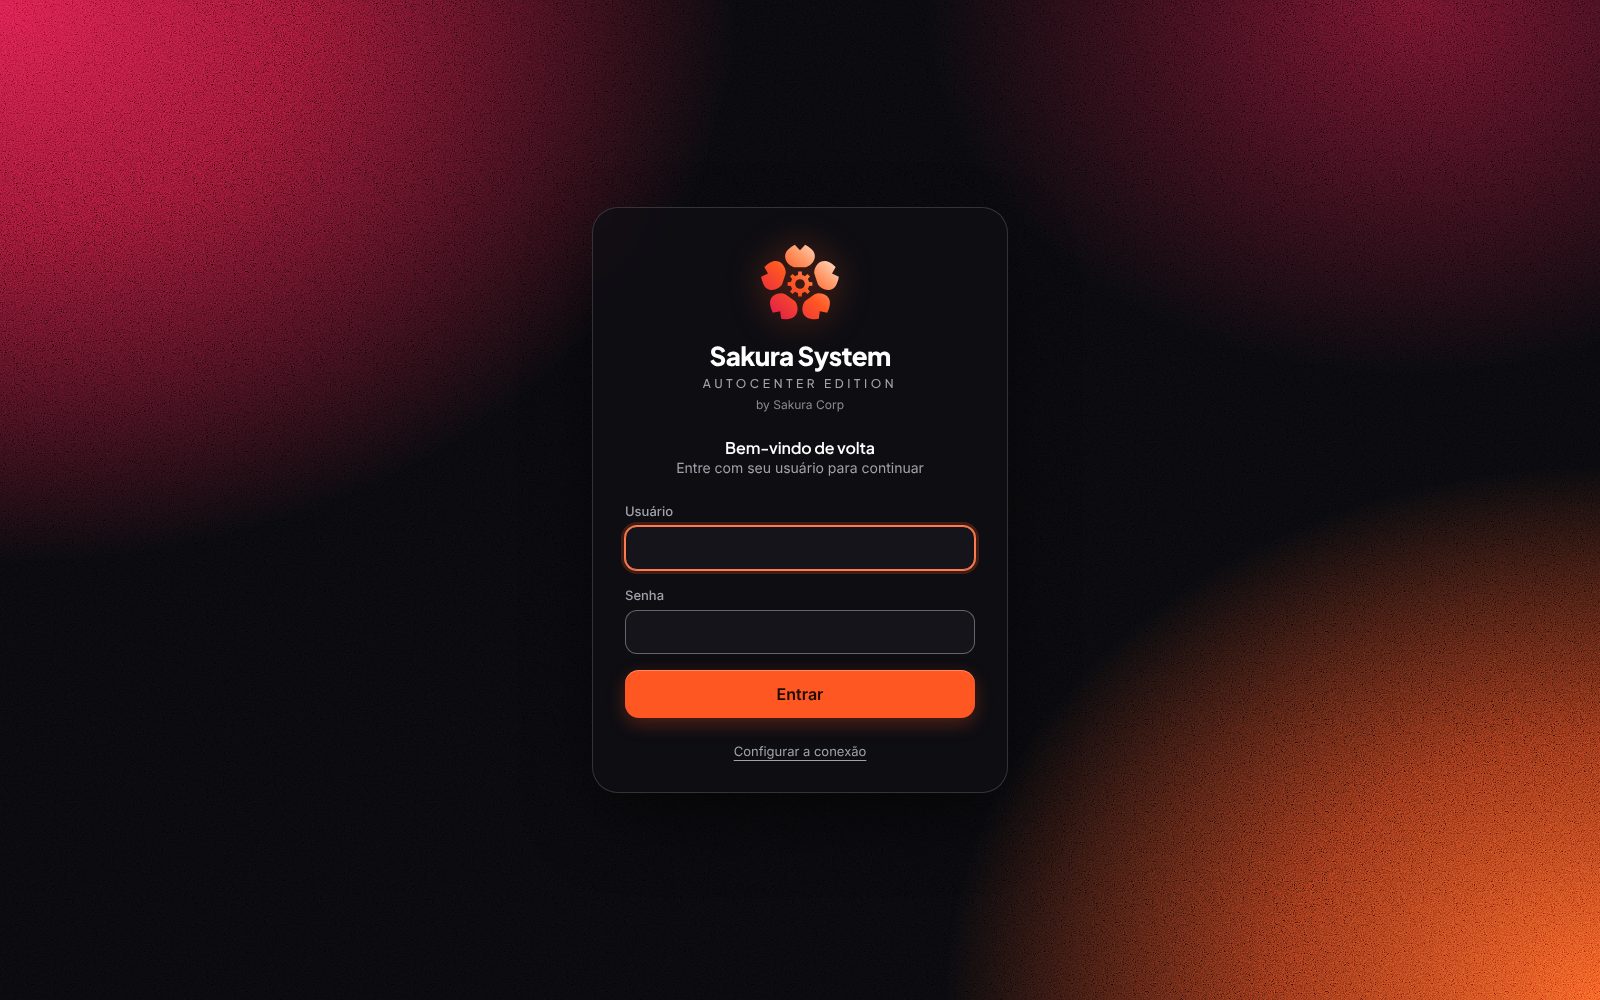 Sakura System
AUTOCENTER EDITION
by Sakura Corp
Bem-vindo de volta
Entre com seu usuário para continuar
Usuário
Senha
Entrar
Configurar a conexão